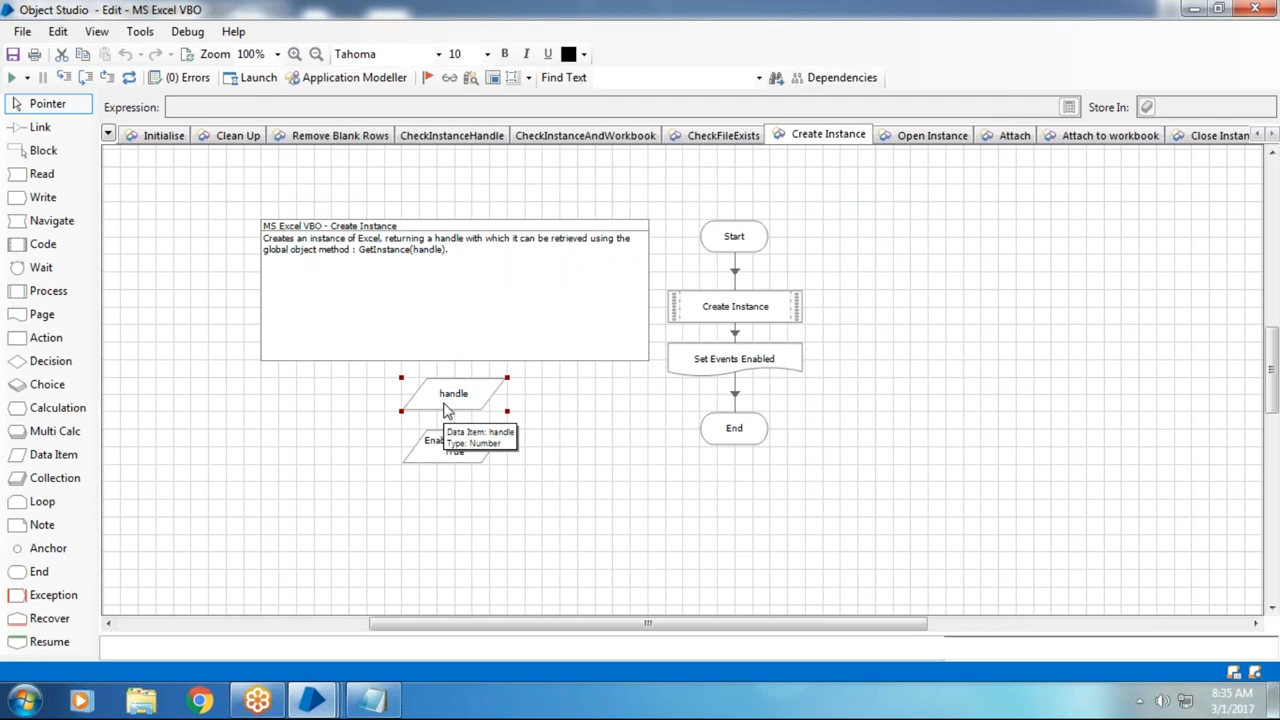 Object Studio - Edit - MS Excel VBO
File Edit View Tools Debug Help
Zoom 100% Tahoma 10 B I U
(0) Errors Launch Application Modeller Find Text Dependencies
Pointer Expression: Store In:
Link Initialise Clean Up Remove Blank Rows CheckInstanceHandle CheckInstanceAndWorkbook CheckFileExists Create Instance Open Instance Attach Attach to workbook Close Instan
Block
Read
Write
Navigate
Code
Wait
Process
Page
Action
Decision
Choice
Calculation
Multi Calc
Data Item
Collection
Loop
Note
Anchor
End
Exception
Recover
Resume
MS Excel VBO - Create Instance
Creates an instance of Excel, returning a handle with which it can be retrieved using the
global object method : GetInstance(handle).
Start
Create Instance
Set Events Enabled
End
handle
Enab
True
Data Item: handle
Type: Number
8:35 AM
3/1/2017